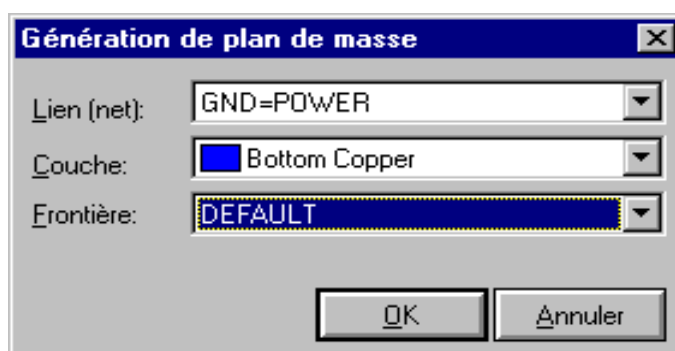 Génération de plan de masse
Lien (net): GND=POWER
Couche: Bottom Copper
Frontière: DEFAULT
OK Annuler